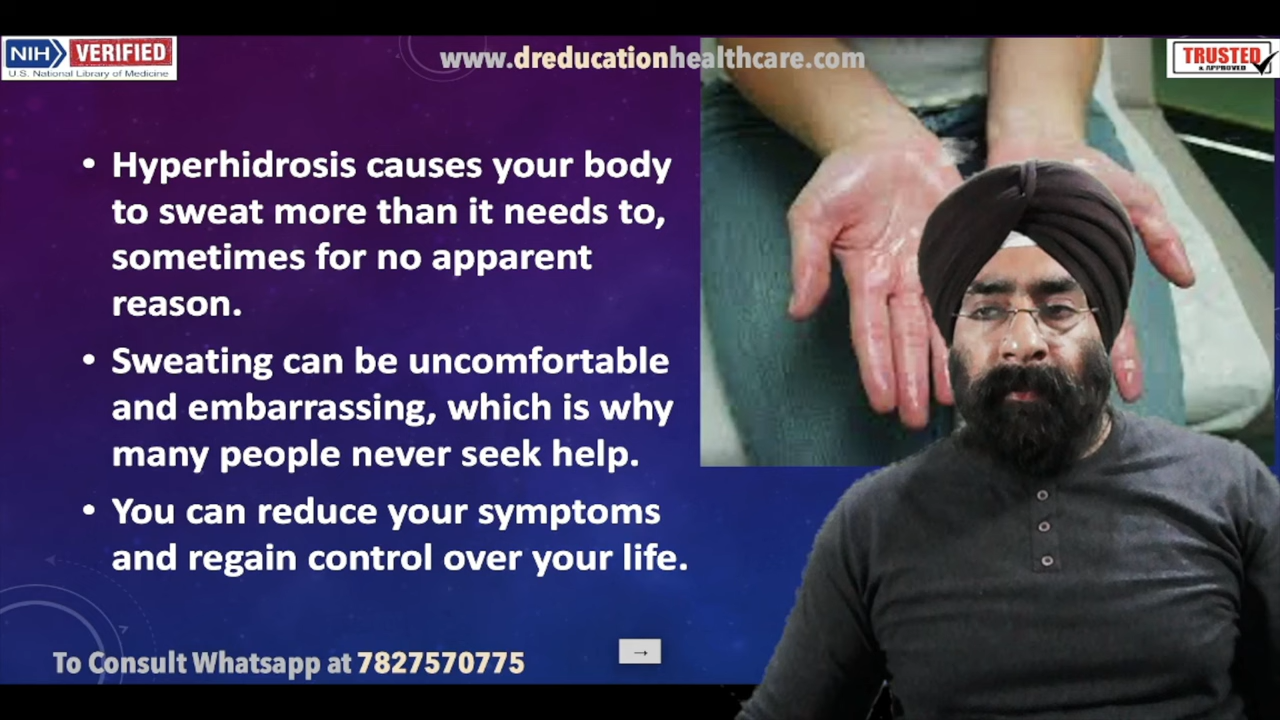 NIH VERIFIED
U.S. National Library of Medicine
www.dreducationhealthcare.com
TRUSTED
& APPROVED
• Hyperhidrosis causes your body
to sweat more than it needs to,
sometimes for no apparent
reason.
• Sweating can be uncomfortable
and embarrassing, which is why
many people never seek help.
• You can reduce your symptoms
and regain control over your life.
To Consult Whatsapp at 7827570775
→